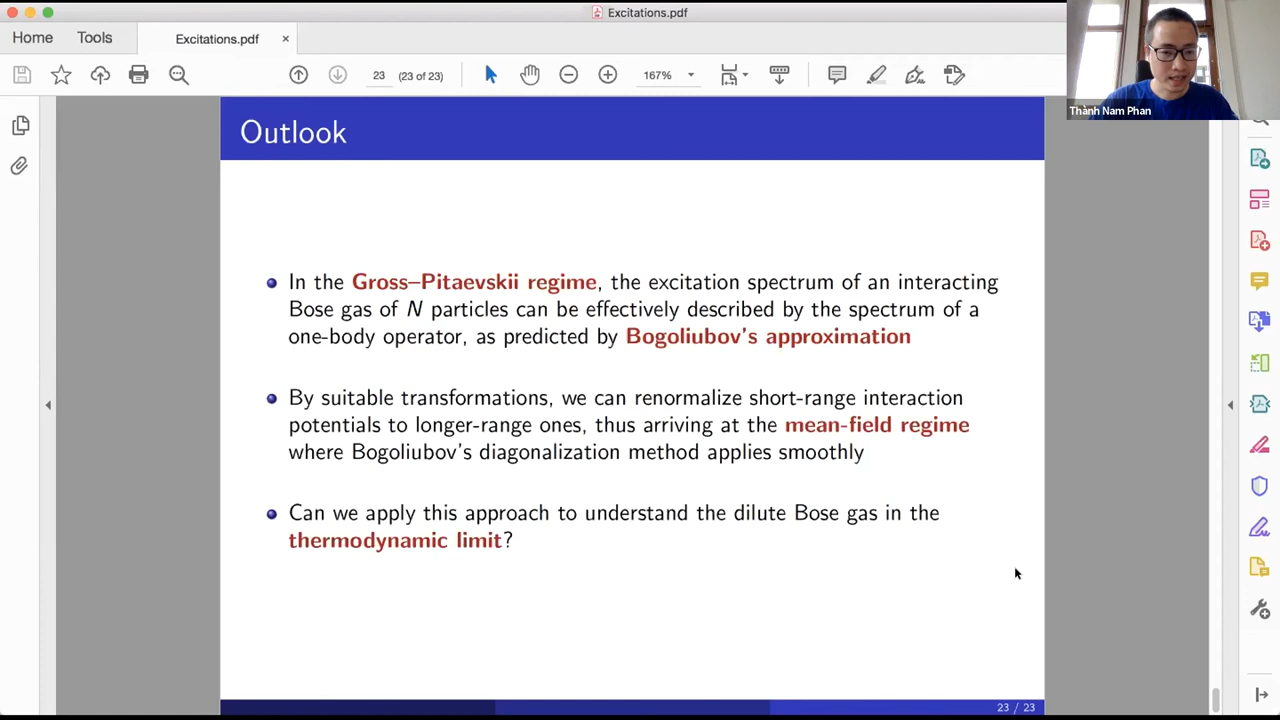 Excitations.pdf
Home
Tools
Excitations.pdf
×
23
(23 of 23)
167%
Thành Nam Phan
Outlook
In the Gross–Pitaevskii regime, the excitation spectrum of an interacting
Bose gas of N particles can be effectively described by the spectrum of a
one-body operator, as predicted by Bogoliubov's approximation
By suitable transformations, we can renormalize short-range interaction
potentials to longer-range ones, thus arriving at the mean-field regime
where Bogoliubov's diagonalization method applies smoothly
Can we apply this approach to understand the dilute Bose gas in the
thermodynamic limit?
23 / 23